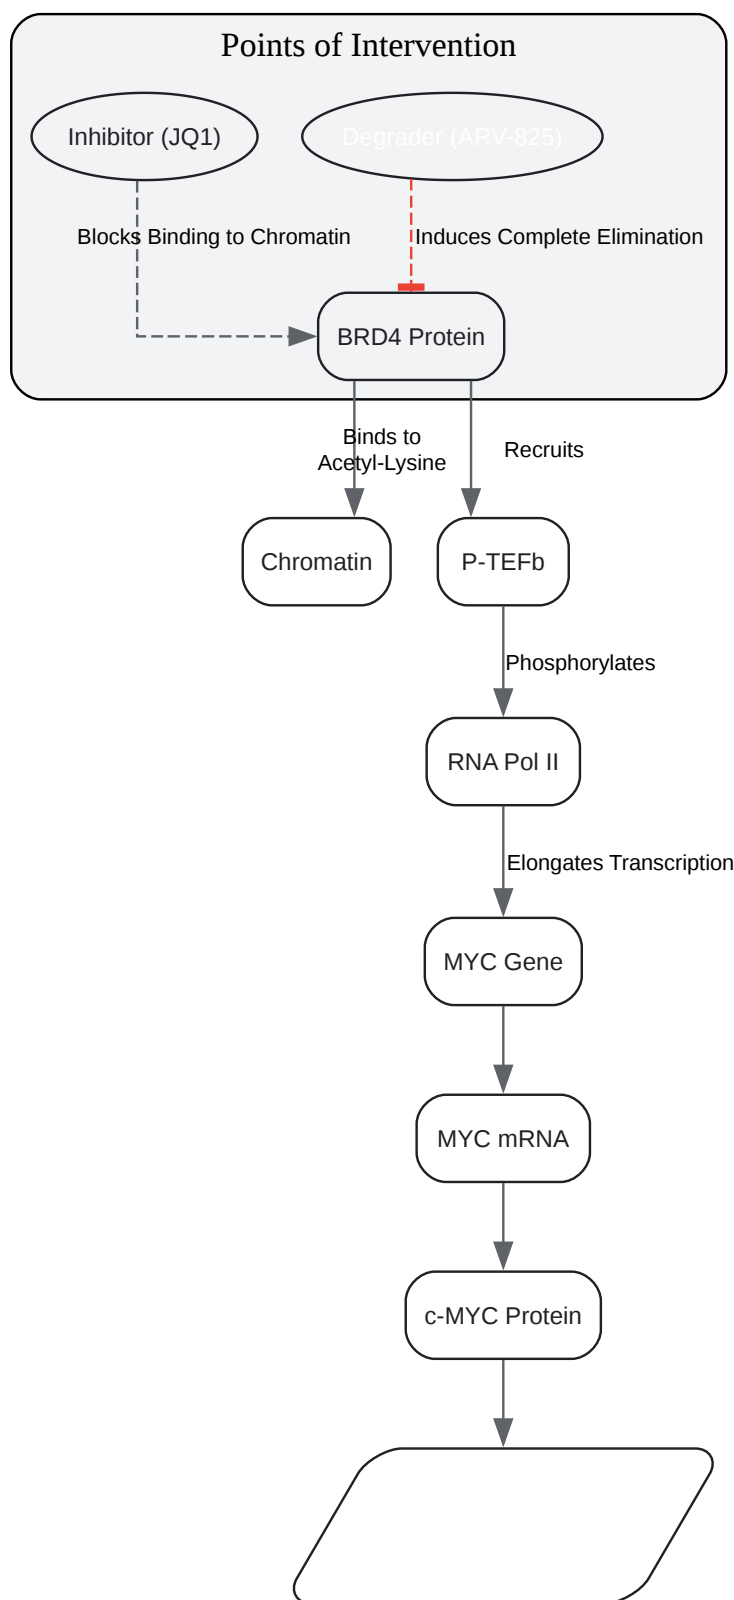 Points of Intervention
Inhibitor (JQ1)
Degrader (ARV-825)
Blocks Binding to Chromatin
Induces Complete Elimination
BRD4 Protein
Binds to
Acetyl-Lysine
Recruits
Chromatin
P-TEFb
Phosphorylates
RNA Pol II
Elongates Transcription
MYC Gene
MYC mRNA
c-MYC Protein